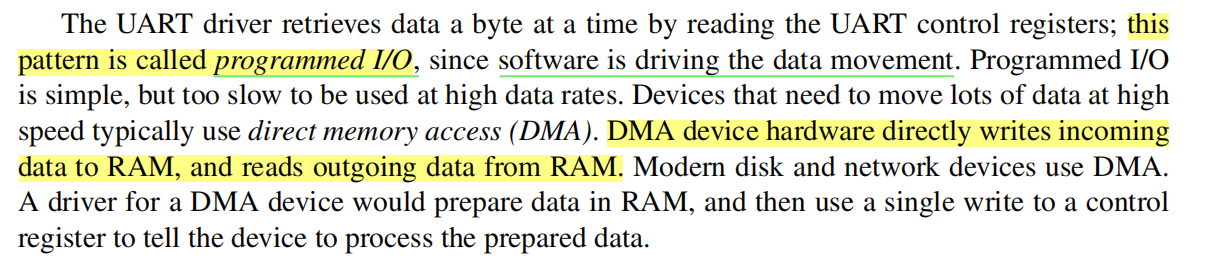 The UART driver retrieves data a byte at a time by reading the UART control registers; this
pattern is called programmed I/O, since software is driving the data movement. Programmed I/O
is simple, but too slow to be used at high data rates. Devices that need to move lots of data at high
speed typically use direct memory access (DMA). DMA device hardware directly writes incoming
data to RAM, and reads outgoing data from RAM. Modern disk and network devices use DMA.
A driver for a DMA device would prepare data in RAM, and then use a single write to a control
register to tell the device to process the prepared data.